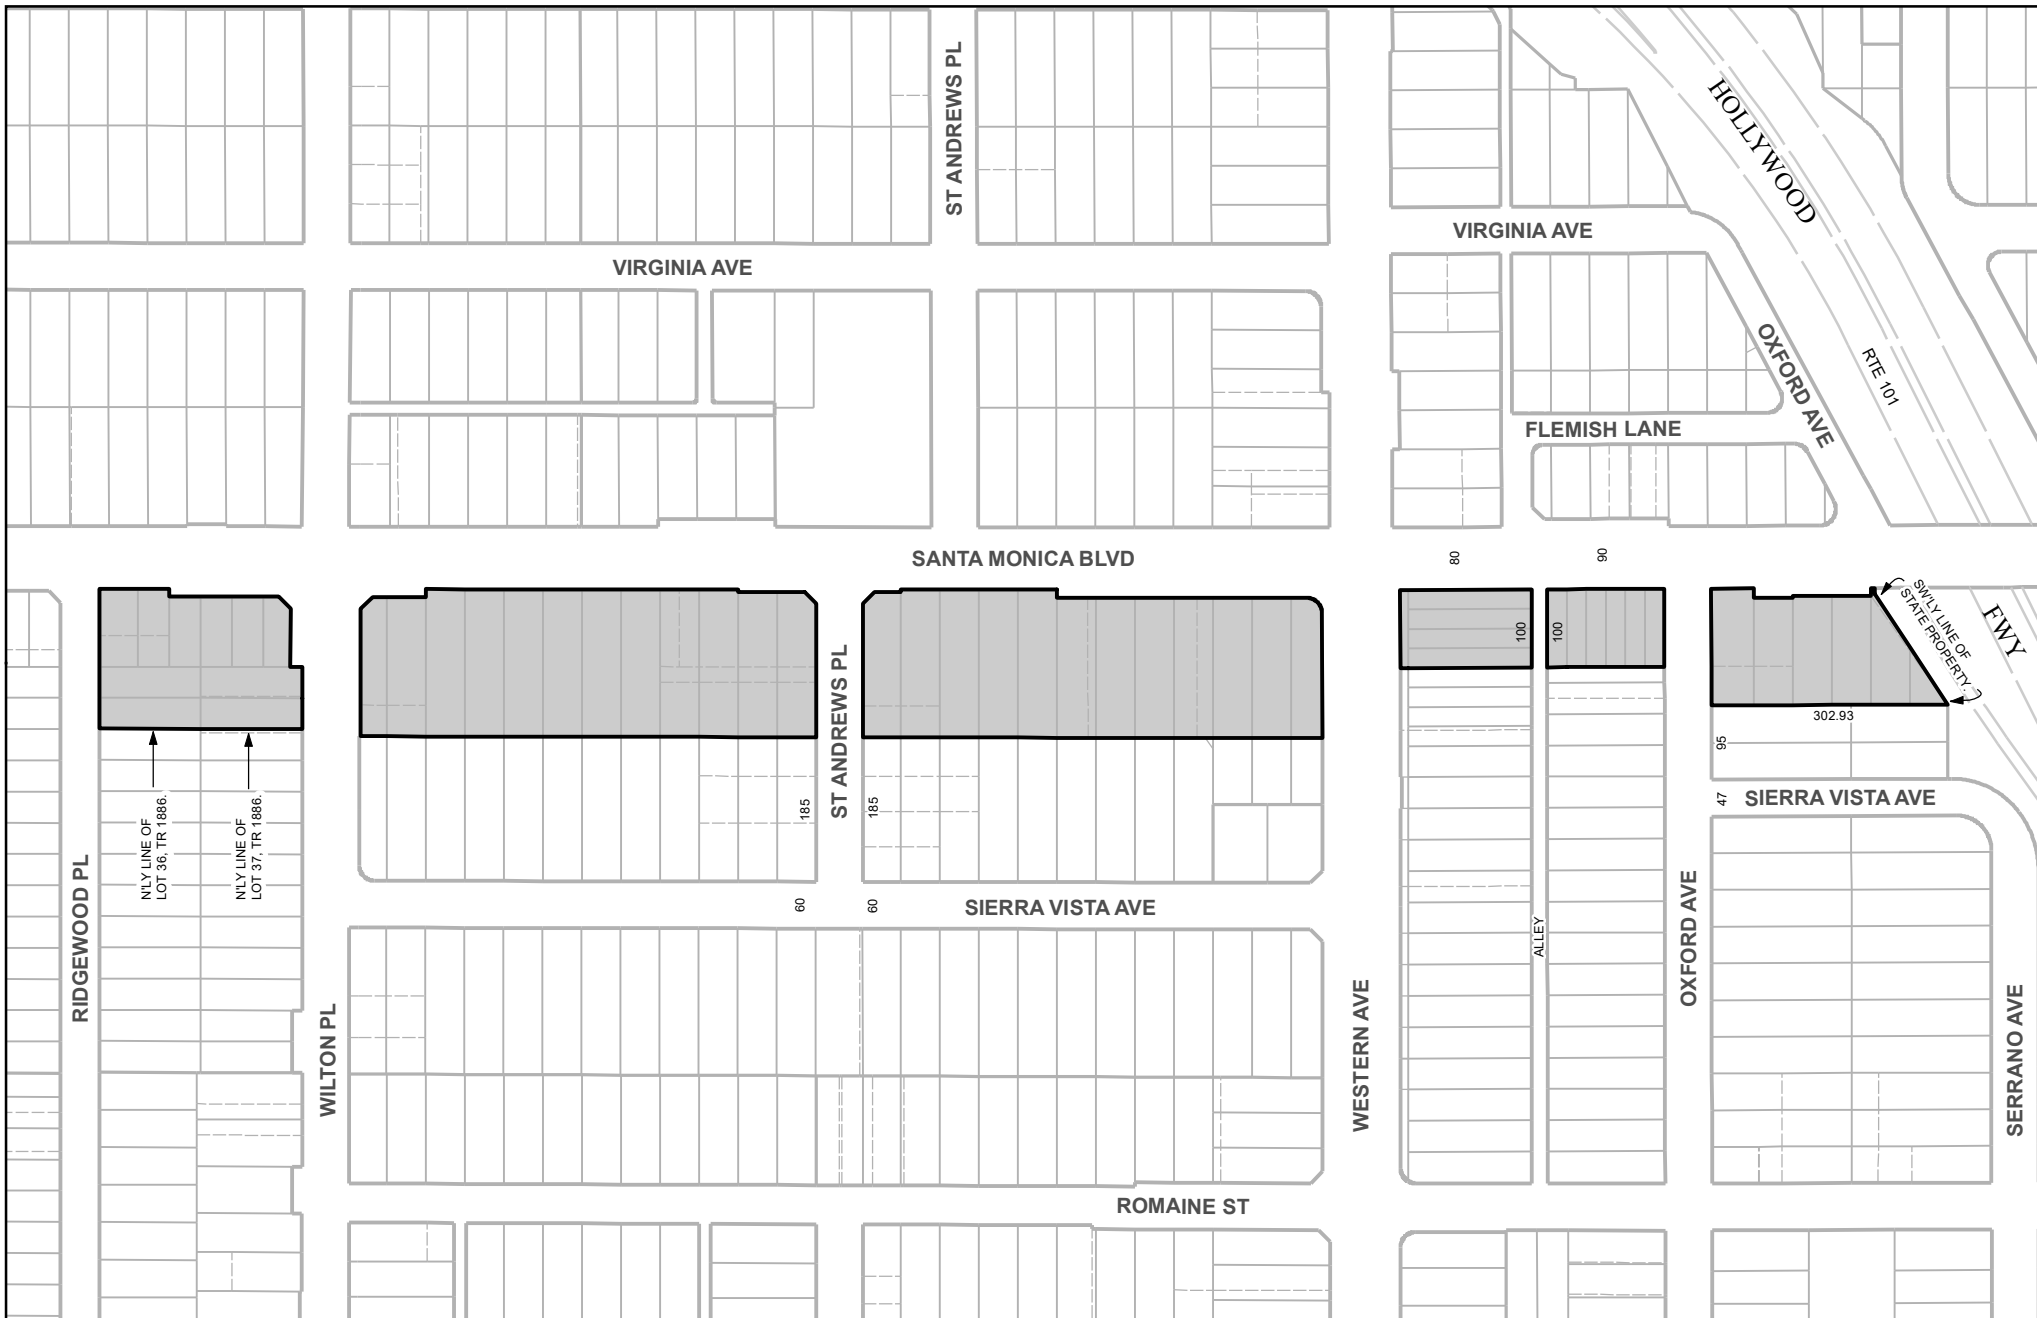 ST ANDREWS PL
HOLLYWOOD
VIRGINIA AVE
VIRGINIA AVE
OXFORD AVE
RTE 101
FLEMISH LANE
SANTA MONICA BLVD
80
90
SW'LY LINE OF
STATE PROPERTY.
FWY
100
100
ST ANDREWS PL
302.93
95
47
SIERRA VISTA AVE
185
185
N'LY LINE OF
LOT 36, TR 1886.
N'LY LINE OF
LOT 37, TR 1886.
RIDGEWOOD PL
60
60
SIERRA VISTA AVE
ALLEY
OXFORD AVE
WILTON PL
WESTERN AVE
SERRANO AVE
ROMAINE ST